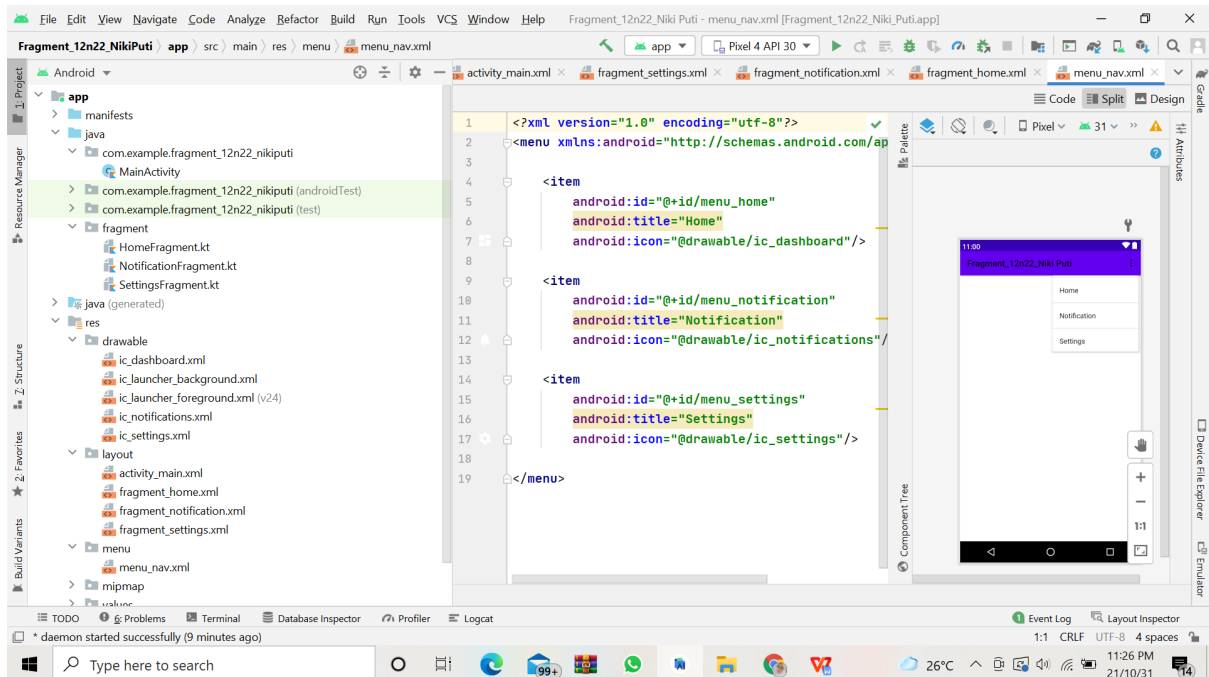 File Edit View Navigate Code Analyze Refactor Build Run Tools VCS Window Help Fragment_12n22_Niki Puti - menu_nav.xml [Fragment_12n22_Niki_Puti.app]
Fragment_12n22_NikiPuti app src main res menu menu_nav.xml
app Pixel 4 API 30
Android
activity_main.xml fragment_settings.xml fragment_notification.xml fragment_home.xml menu_nav.xml
Code Split Design
Pixel 31
1: Project
Resource Manager
7: Structure
2: Favorites
Build Variants
app
manifests
java
com.example.fragment_12n22_nikiputi
MainActivity
com.example.fragment_12n22_nikiputi (androidTest)
com.example.fragment_12n22_nikiputi (test)
fragment
HomeFragment.kt
NotificationFragment.kt
SettingsFragment.kt
java (generated)
res
drawable
ic_dashboard.xml
ic_launcher_background.xml
ic_launcher_foreground.xml (v24)
ic_notifications.xml
ic_settings.xml
layout
activity_main.xml
fragment_home.xml
fragment_notification.xml
fragment_settings.xml
menu
menu_nav.xml
mipmap
values
1 <?xml version="1.0" encoding="utf-8"?>
2 <menu xmlns:android="http://schemas.android.com/ap
3
4 <item
5 android:id="@+id/menu_home"
6 android:title="Home"
7 android:icon="@drawable/ic_dashboard"/>
8
9 <item
10 android:id="@+id/menu_notification"
11 android:title="Notification"
12 android:icon="@drawable/ic_notifications"/
13
14 <item
15 android:id="@+id/menu_settings"
16 android:title="Settings"
17 android:icon="@drawable/ic_settings"/>
18
19 </menu>
Palette
Component Tree
11:00
Fragment_12n22_Niki Puti
Home
Notification
Settings
1:1
Gradle
Attributes
Device File Explorer
Emulator
TODO 6: Problems Terminal Database Inspector Profiler Logcat 1 Event Log Layout Inspector
* daemon started successfully (9 minutes ago) 1:1 CRLF UTF-8 4 spaces
Type here to search 99+ 26°C 11:26 PM
21/10/31 14